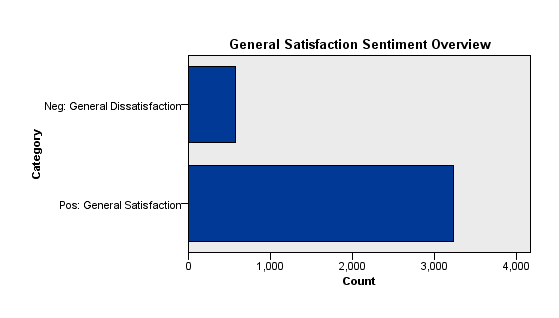 General Satisfaction Sentiment Overview
Category
Neg: General Dissatisfaction
Pos: General Satisfaction
0 1,000 2,000 3,000 4,000
Count